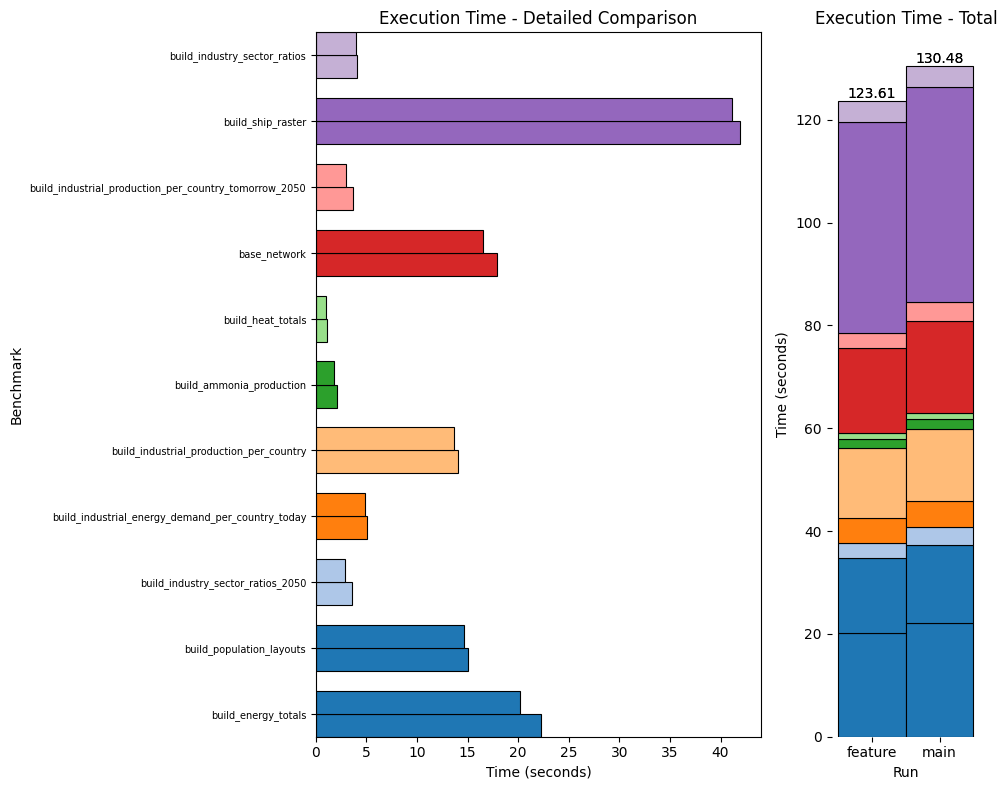 Execution Time - Detailed Comparison
build_industry_sector_ratios
build_ship_raster
build_industrial_production_per_country_tomorrow_2050
base_network
build_heat_totals
build_ammonia_production
build_industrial_production_per_country
build_industrial_energy_demand_per_country_today
build_industry_sector_ratios_2050
build_population_layouts
build_energy_totals
Benchmark
0 5 10 15 20 25 30 35 40
Time (seconds)
Execution Time - Total
130.48
123.61
120
100
80
60
40
20
0
Time (seconds)
feature main
Run